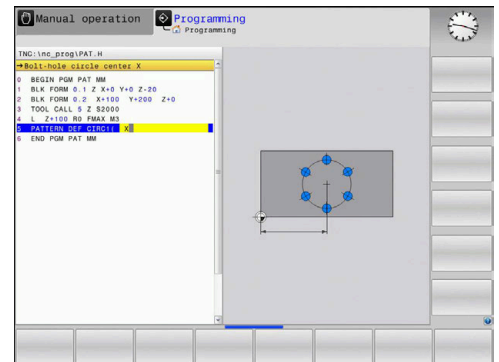 Manual operation
Programming
Programming
TNC:\nc_prog\PAT.H
→Bolt-hole circle center X
0 BEGIN PGM PAT MM
1 BLK FORM 0.1 Z X+0 Y+0 Z-20
2 BLK FORM 0.2 X+100 Y+200 Z+0
3 TOOL CALL 5 Z S2000
4 L Z+100 R0 FMAX M3
5 PATTERN DEF CIRC1( X
6 END PGM PAT MM